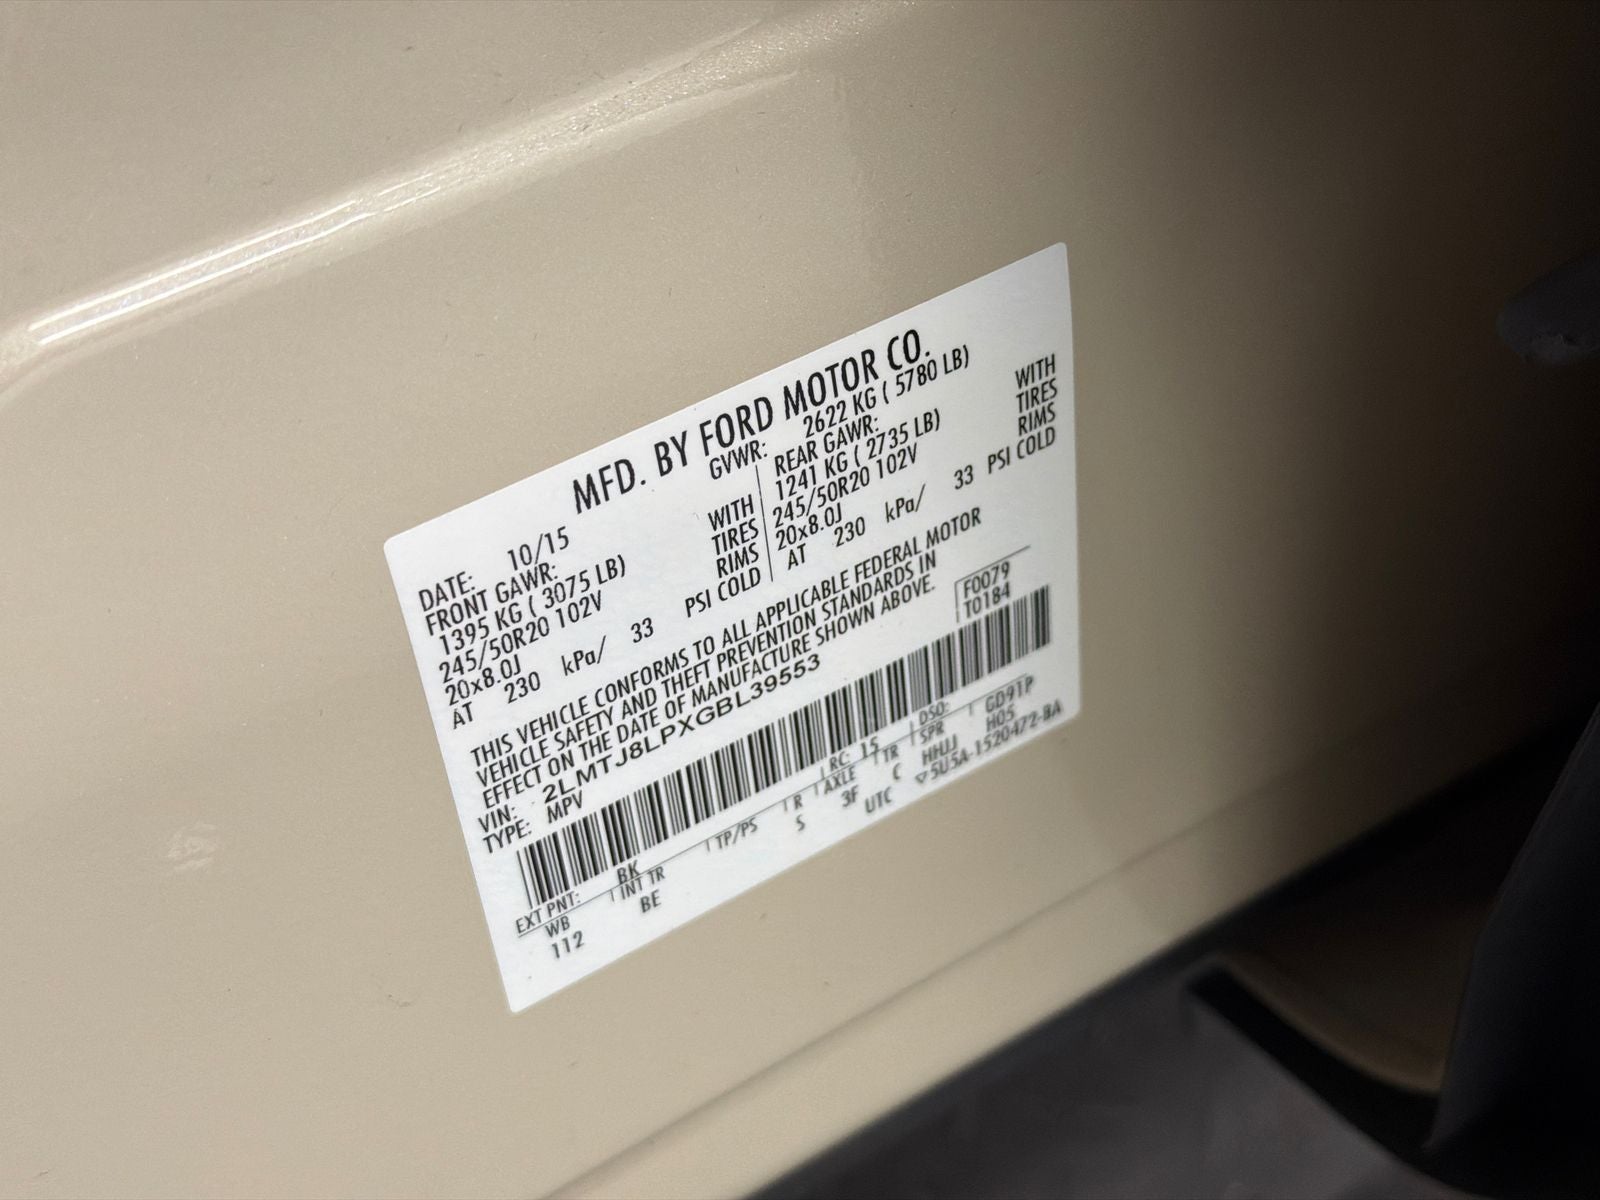 MFD. BY FORD MOTOR CO.
DATE: 10/15 GVWR: 2622 KG ( 5780 LB)
FRONT GAWR: REAR GAWR:
1395 KG ( 3075 LB) WITH 1241 KG ( 2735 LB) WITH
245/50R20 102V TIRES 245/50R20 102V TIRES
20x8.0J RIMS 20x8.0J RIMS
AT 230 kPa/ 33 PSI COLD AT 230 kPa/ 33 PSI COLD
THIS VEHICLE CONFORMS TO ALL APPLICABLE FEDERAL MOTOR
VEHICLE SAFETY AND THEFT PREVENTION STANDARDS IN
EFFECT ON THE DATE OF MANUFACTURE SHOWN ABOVE.
VIN: 2LMTJ8LPXGBL39553 F0079
TYPE: MPV T0184
EXT PNT: BK RC: 15 DSO:
WB INT TR TP/PS R AXLE TR SPR GD91P
112 BE S 3F C HHJJ H05
UTC ▽5U5A-1520472-BA